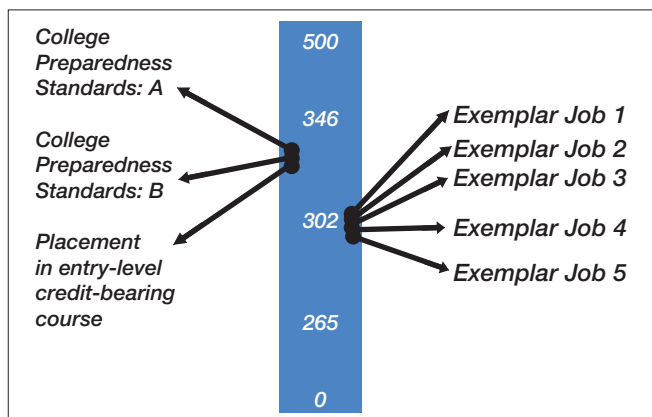 College
Preparedness
Standards: A
College
Preparedness
Standards: B
Placement
in entry-level
credit-bearing
course
500
346
302
265
0
Exemplar Job 1
Exemplar Job 2
Exemplar Job 3
Exemplar Job 4
Exemplar Job 5